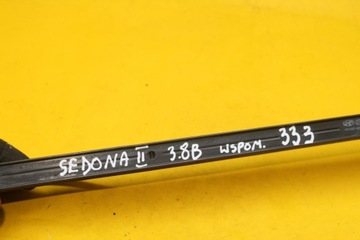 SEDONA II 3.8B WSPOM. 333